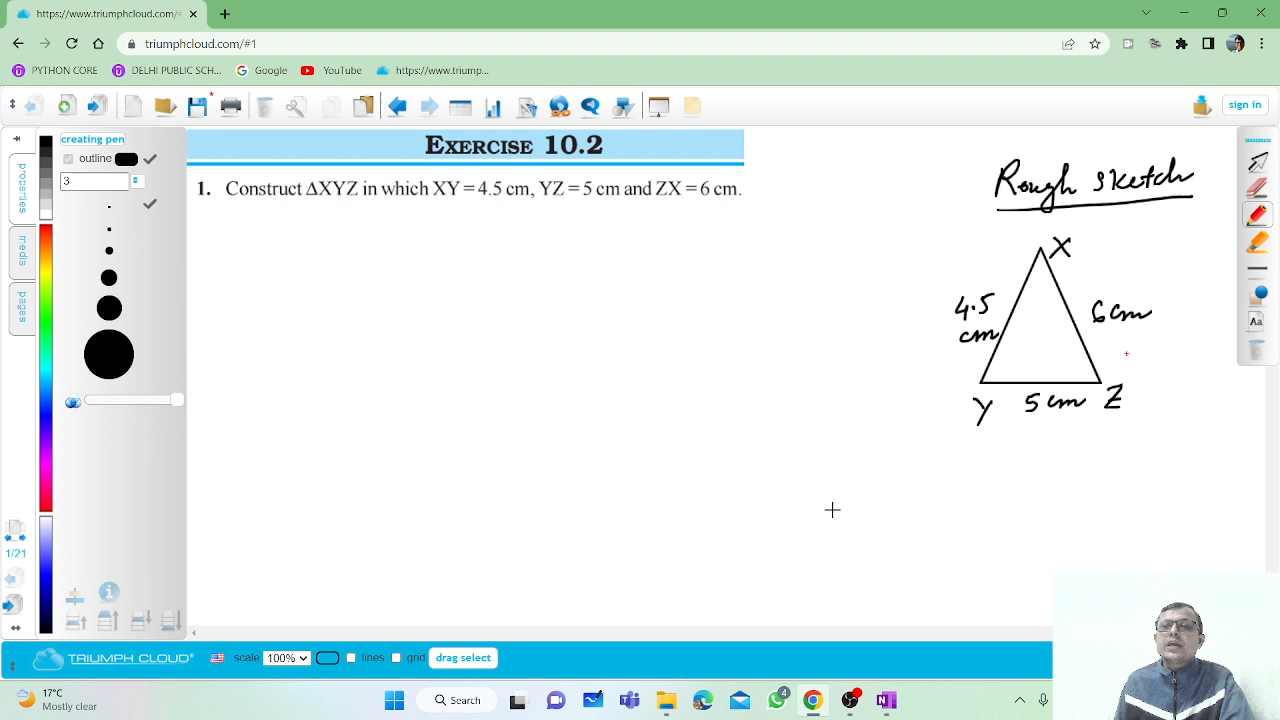 https://www.triumphcloud.com/#
triumphcloud.com/#1
PYTHON CORE
DELHI PUBLIC SCH...
Google
YouTube
https://www.triump...
sign in
creating pen
outline
3
properties
media
pages
1/21
EXERCISE 10.2
1. Construct ΔXYZ in which XY = 4.5 cm, YZ = 5 cm and ZX = 6 cm.
Rough sketch
X
4.5
cm
6 cm
Y 5 cm Z
Aa
TRIUMPH CLOUD
scale 100% lines grid drag select
17°C
Mostly clear
Search
4